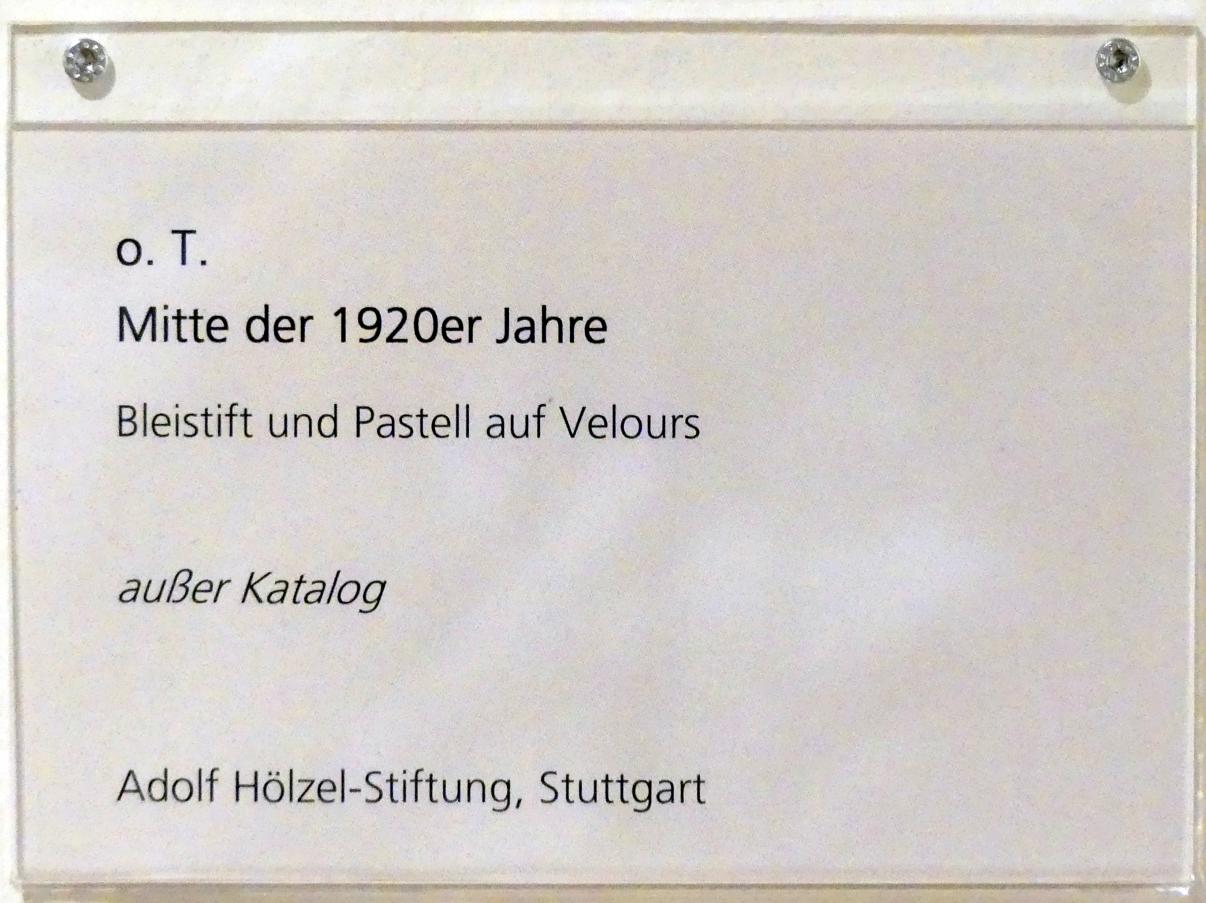 o. T.
Mitte der 1920er Jahre
Bleistift und Pastell auf Velours
außer Katalog
Adolf Hölzel-Stiftung, Stuttgart